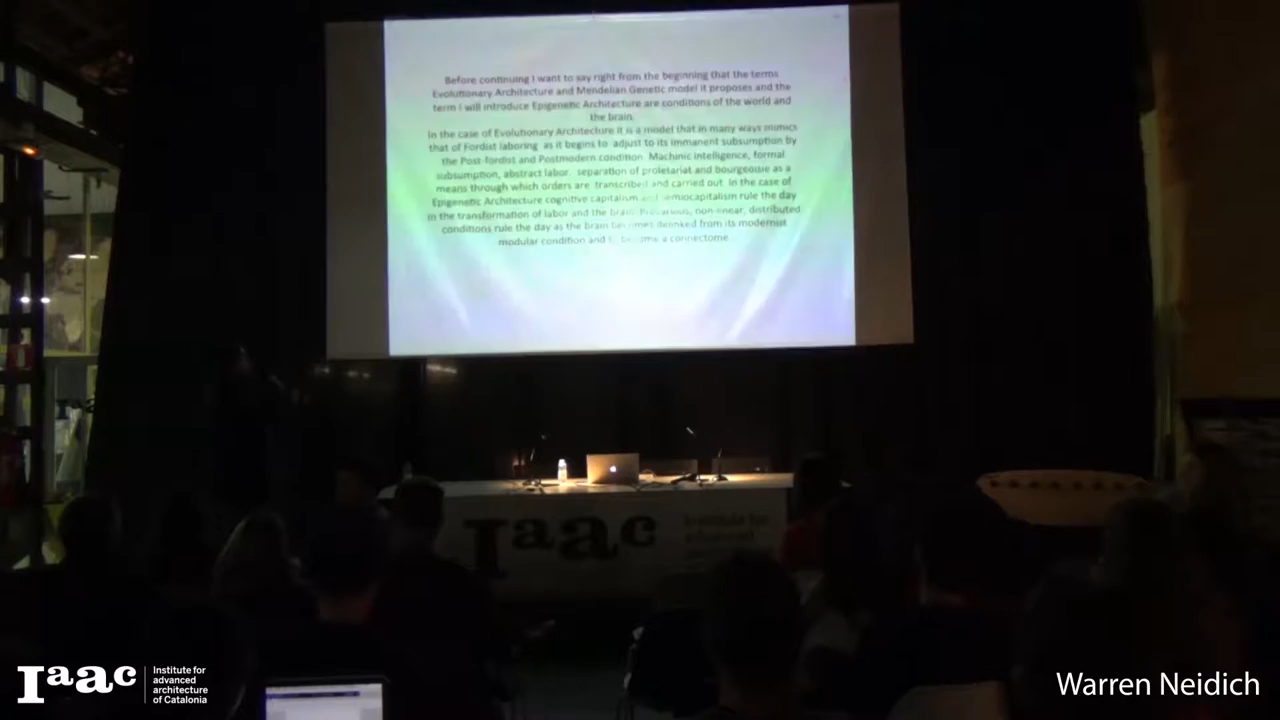 Before continuing I want to say right from the beginning that the terms
Evolutionary Architecture and Mendelian Genetic model it proposes and the
term I will introduce Epigenetic Architecture are conditions of the world and
the brain.
In the case of Evolutionary Architecture it is a model that in many ways mimics
that of Fordist laboring as it begins to adjust to its immanent subsumption by
the Post-fordist and Postmodern condition. Machinic intelligence, formal
subsumption, abstract labor, separation of proletariat and bourgeoisie as a
means through which orders are transcribed and carried out. In the case of
Epigenetic Architecture cognitive capitalism and semiocapitalism rule the day
in the transformation of labor and the brain. Precarious, non-linear, distributed
conditions rule the day as the brain becomes delinked from its modernist
modular condition and to become a connectome.
Iaac
Institute for
advanced
Iaac
Institute for
advanced
architecture
of Catalonia
Warren Neidich